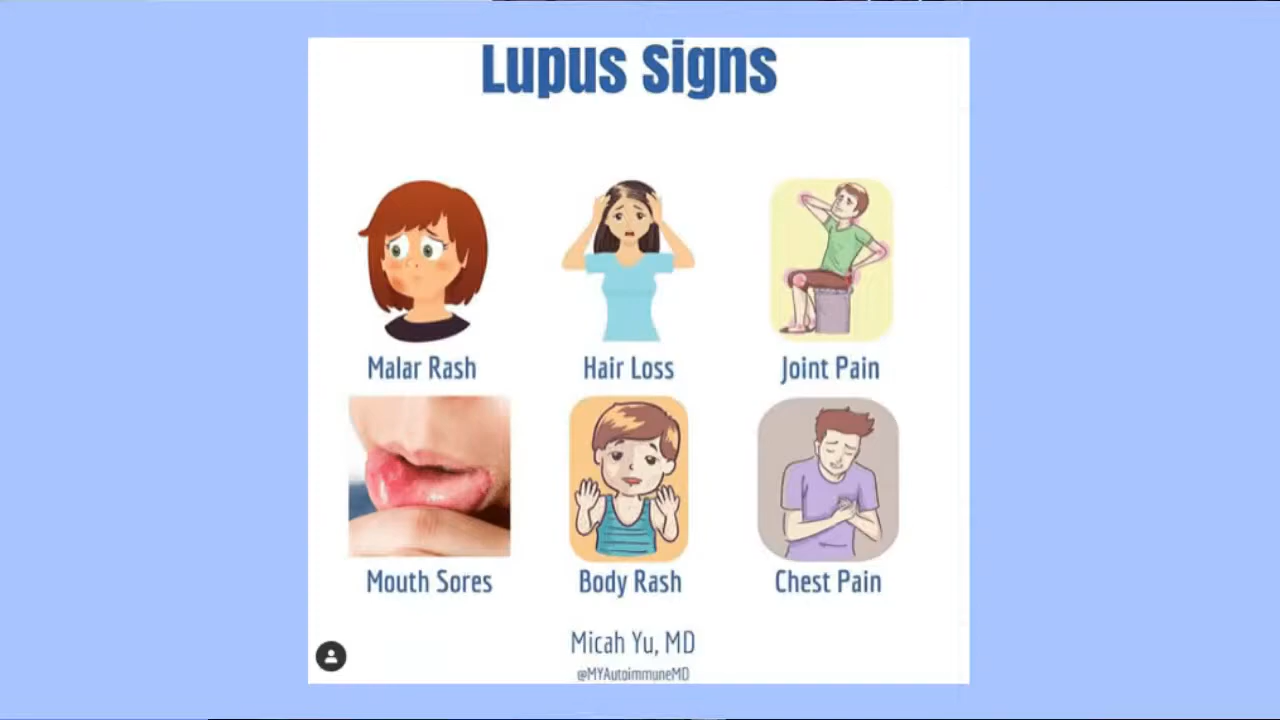 Lupus Signs
Malar Rash
Hair Loss
Joint Pain
Mouth Sores
Body Rash
Chest Pain
Micah Yu, MD
@MYAutoimmuneMD